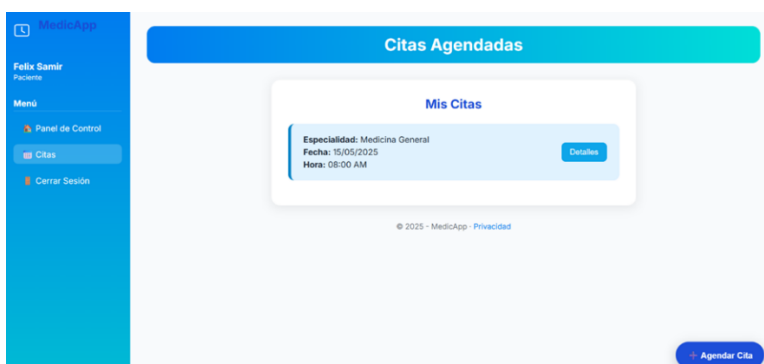 MedicApp
Felix Samir
Paciente
Menú
Panel de Control
Citas
Cerrar Sesión
Citas Agendadas
Mis Citas
Especialidad: Medicina General
Fecha: 15/05/2025
Hora: 08:00 AM
Detalles
© 2025 - MedicApp - Privacidad
+ Agendar Cita